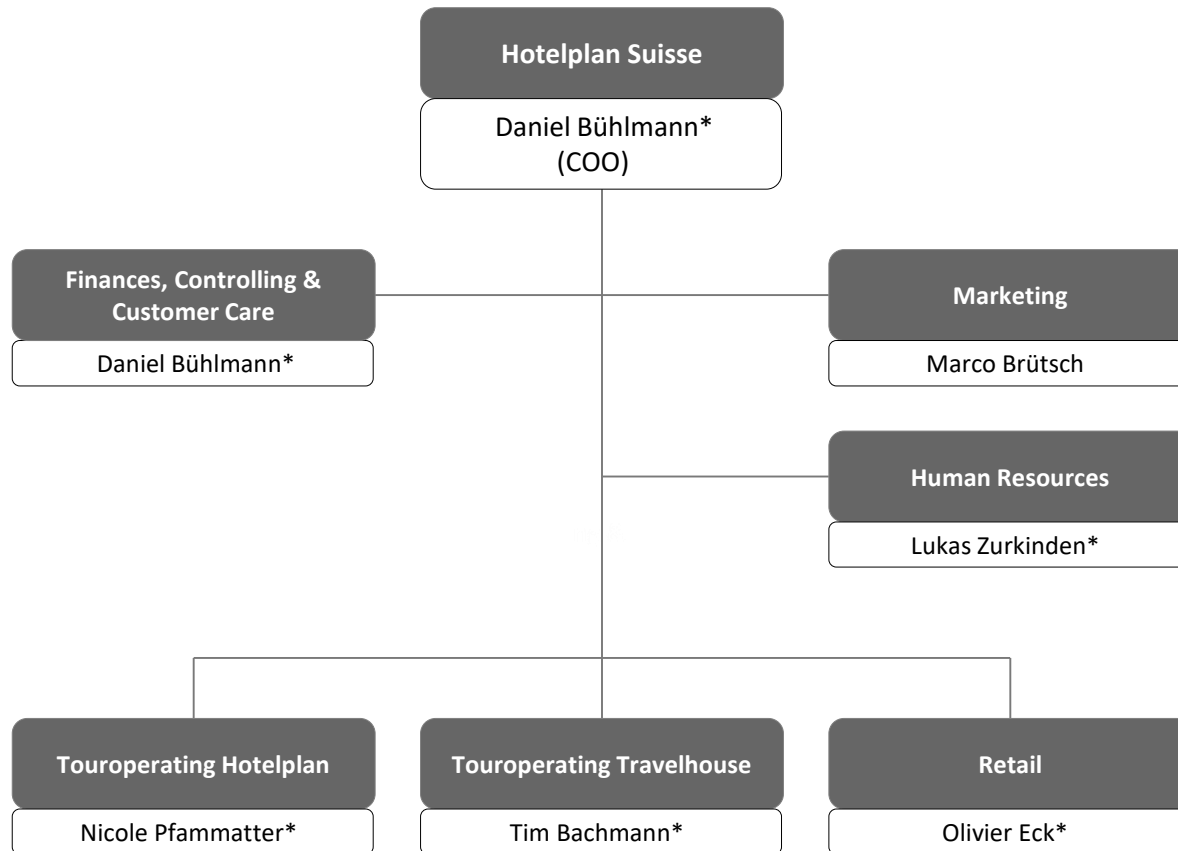 Hotelplan Suisse
Daniel Bühlmann*
(COO)
Finances, Controlling &
Customer Care
Daniel Bühlmann*
Marketing
Marco Brütsch
Human Resources
Lukas Zurkinden*
Touroperating Hotelplan
Nicole Pfammatter*
Touroperating Travelhouse
Tim Bachmann*
Retail
Olivier Eck*